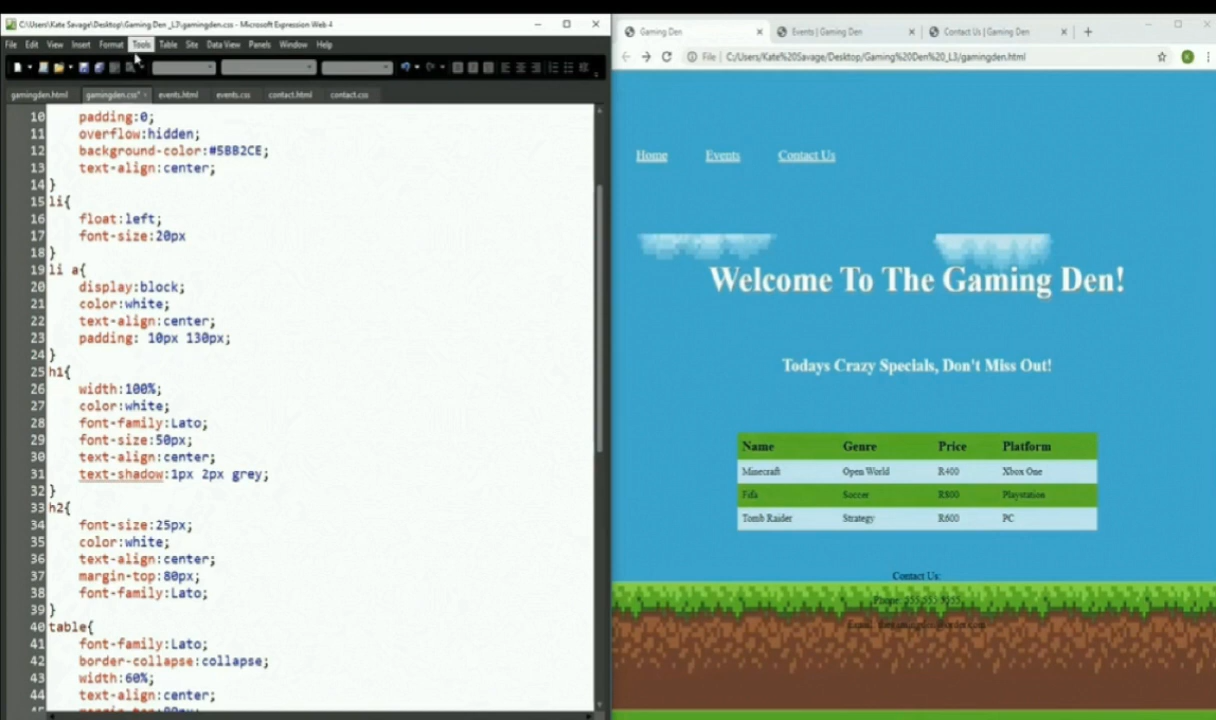 C:\Users\Kate Savage\Desktop\Gaming Den _L3\gamingden.css - Microsoft Expression Web 4
File Edit View Insert Format Tools Table Site Data View Panels Window Help
gamingden.html gamingden.css* events.html events.css contact.html contact.css
10 padding:0;
11 overflow:hidden;
12 background-color:#5BB2CE;
13 text-align:center;
14 }
15 li{
16 float:left;
17 font-size:20px
18 }
19 li a{
20 display:block;
21 color:white;
22 text-align:center;
23 padding: 10px 130px;
24 }
25 h1{
26 width:100%;
27 color:white;
28 font-family:Lato;
29 font-size:50px;
30 text-align:center;
31 text-shadow:1px 2px grey;
32 }
33 h2{
34 font-size:25px;
35 color:white;
36 text-align:center;
37 margin-top:80px;
38 font-family:Lato;
39 }
40 table{
41 font-family:Lato;
42 border-collapse:collapse;
43 width:60%;
44 text-align:center;
Gaming Den Events | Gaming Den Contact Us | Gaming Den
File C:/Users/Kate%20Savage/Desktop/Gaming%20Den%20_L3/gamingden.html
Home Events Contact Us
Welcome To The Gaming Den!
Todays Crazy Specials, Don't Miss Out!
Name Genre Price Platform
Minecraft Open World R400 Xbox One
Fifa Soccer R800 Playstation
Tomb Raider Strategy R600 PC
Contact Us:
Phone: 555 555 5555
Email: